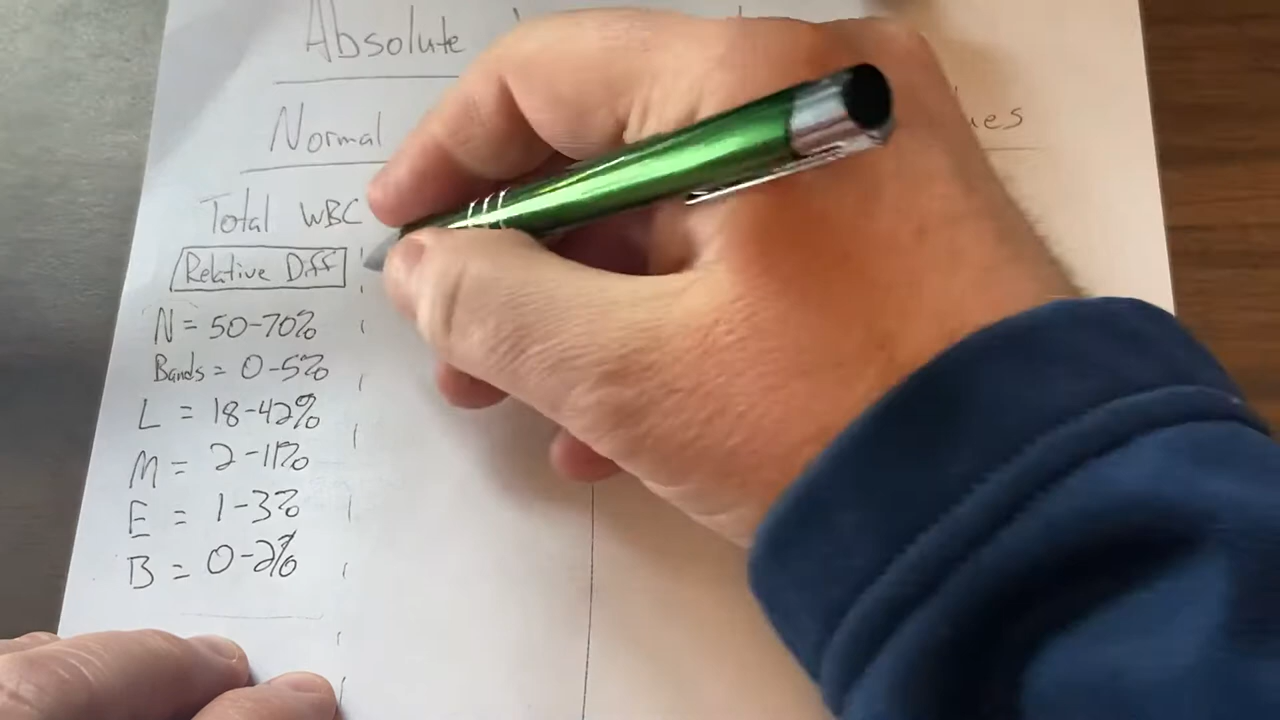 Absolute
Normal
Total WBC
Relative Diff
N = 50-70%
Bands = 0-5%
L = 18-42%
M = 2-11%
E = 1-3%
B = 0-2%